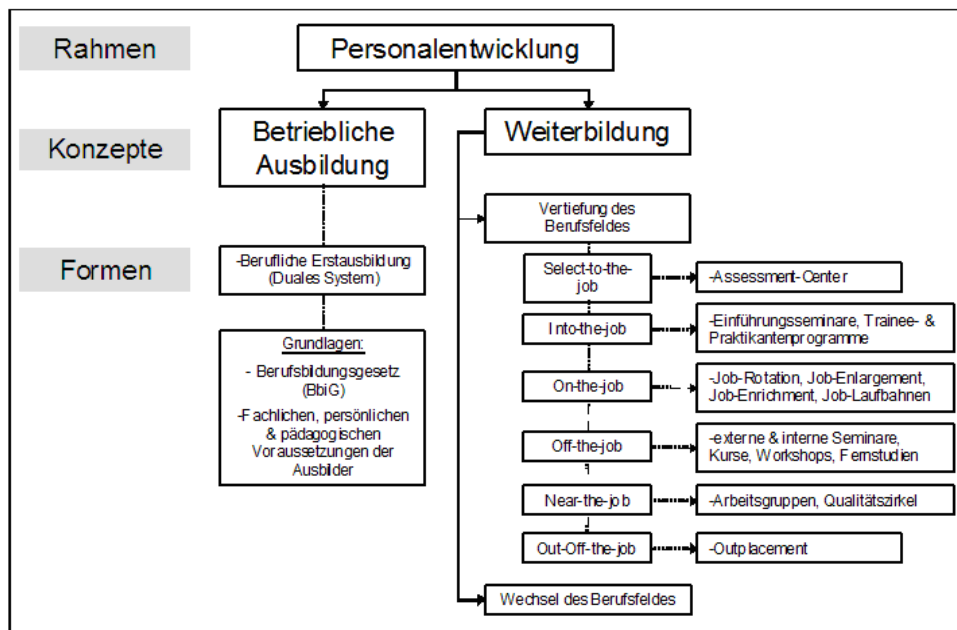 Rahmen
Personalentwicklung
Konzepte
Betriebliche
Ausbildung
Weiterbildung
Formen
-Berufliche Erstausbildung
(Duales System)
Grundlagen:
- Berufsbildungsgesetz
(BbiG)
-Fachlichen, persönlichen
& pädagogischen
Voraussetzungen der
Ausbilder
Vertiefung des
Berufsfeldes
Select-to-the-
job
-Assessment-Center
Into-the-job
-Einführungsseminare, Trainee- &
Praktikantenprogramme
On-the-job
-Job-Rotation, Job-Enlargement,
Job-Enrichment, Job-Laufbahnen
Off-the-job
-externe & interne Seminare,
Kurse, Workshops, Fernstudien
Near-the-job
-Arbeitsgruppen, Qualitätszirkel
Out-Off-the-job
-Outplacement
Wechsel des Berufsfeldes